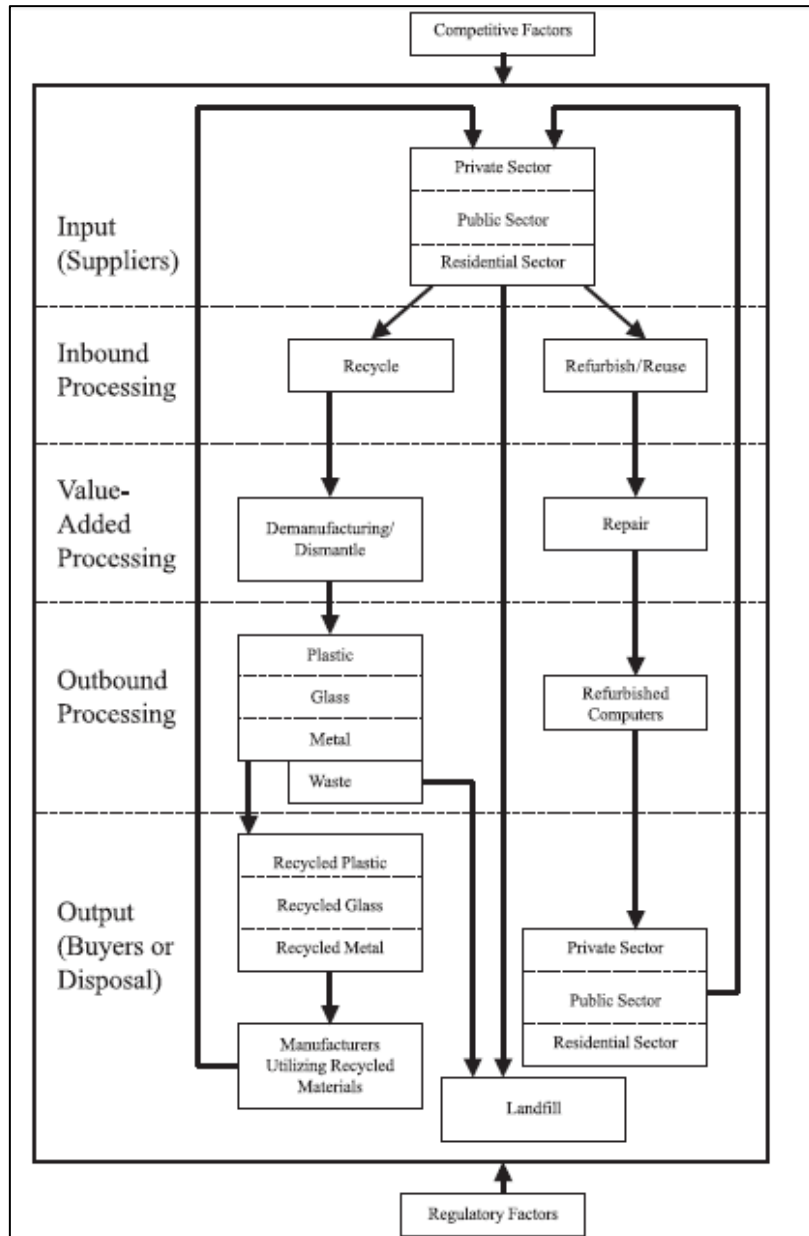 Competitive Factors
Private Sector
Public Sector
Residential Sector
Input
(Suppliers)
Inbound
Processing
Recycle
Refurbish/Reuse
Value-
Added
Processing
Demanufacturing/
Dismantle
Repair
Outbound
Processing
Plastic
Glass
Metal
Waste
Refurbished
Computers
Output
(Buyers or
Disposal)
Recycled Plastic
Recycled Glass
Recycled Metal
Private Sector
Public Sector
Residential Sector
Manufacturers
Utilizing Recycled
Materials
Landfill
Regulatory Factors